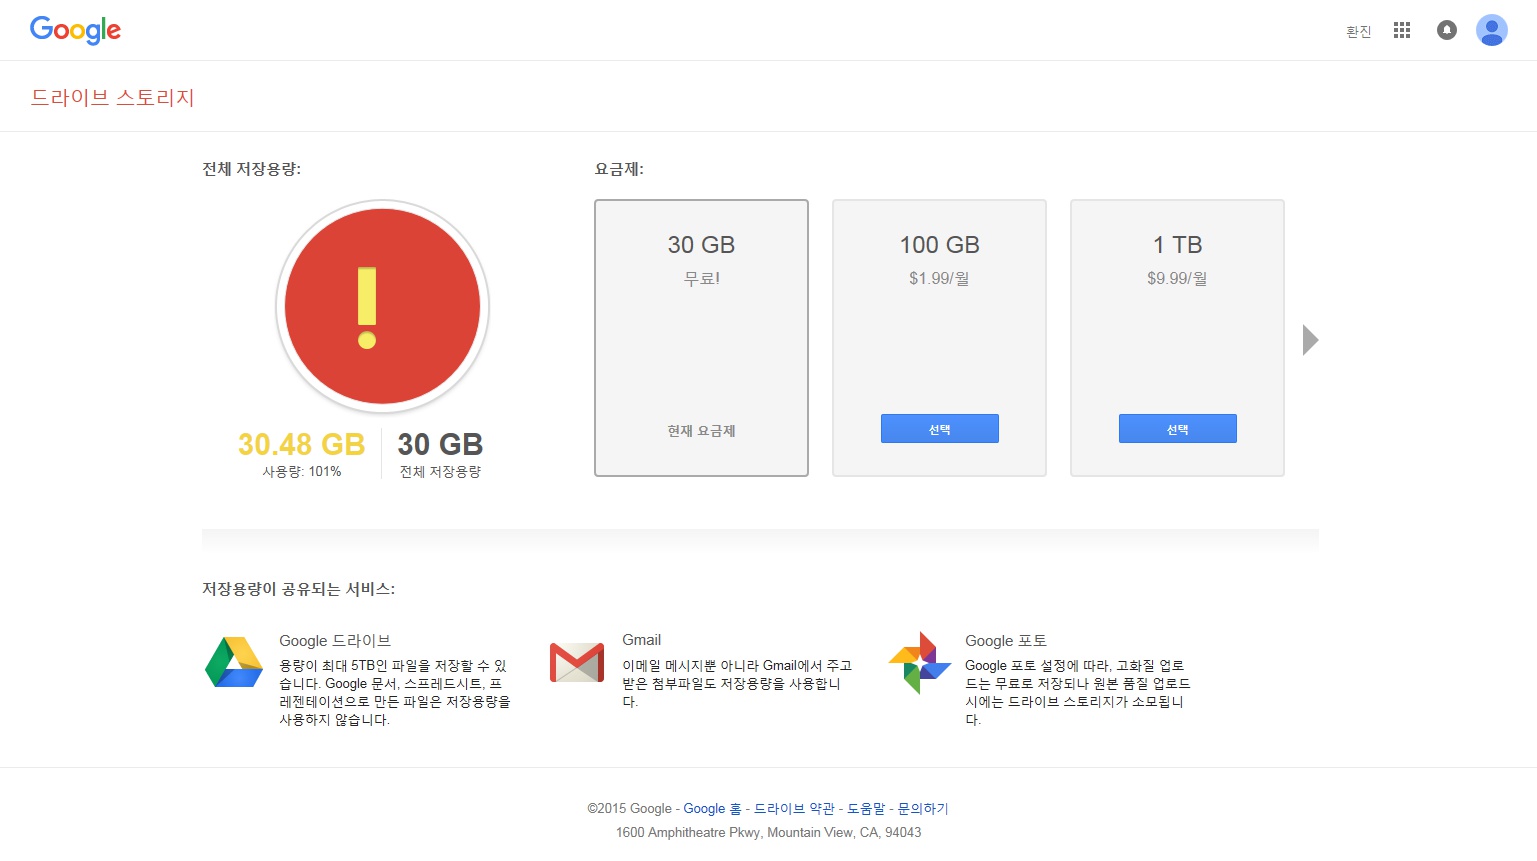 Google
환진
드라이브 스토리지
전체 저장용량:
요금제:
30 GB
무료!
현재 요금제
100 GB
$1.99/월
선택
1 TB
$9.99/월
선택
30.48 GB
사용량: 101%
30 GB
전체 저장용량
저장용량이 공유되는 서비스:
Google 드라이브
용량이 최대 5TB인 파일을 저장할 수 있
습니다. Google 문서, 스프레드시트, 프
레젠테이션으로 만든 파일은 저장용량을
사용하지 않습니다.
Gmail
이메일 메시지뿐 아니라 Gmail에서 주고
받은 첨부파일도 저장용량을 사용합니
다.
Google 포토
Google 포토 설정에 따라, 고화질 업로
드는 무료로 저장되나 원본 품질 업로드
시에는 드라이브 스토리지가 소모됩니
다.
©2015 Google - Google 홈 - 드라이브 약관 - 도움말 - 문의하기
1600 Amphitheatre Pkwy, Mountain View, CA, 94043